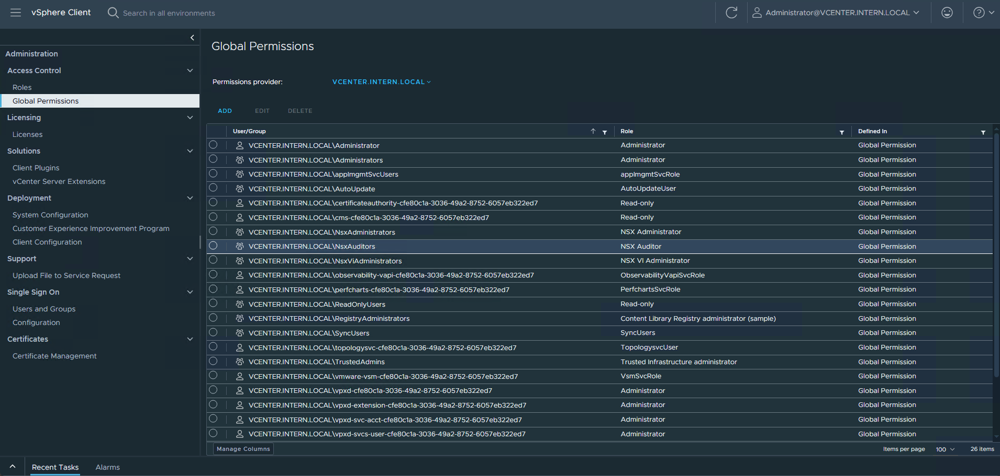 vSphere Client
Search in all environments
Administrator@VCENTER.INTERN.LOCAL
Administration
Access Control
Roles
Global Permissions
Licensing
Licenses
Solutions
Client Plugins
vCenter Server Extensions
Deployment
System Configuration
Customer Experience Improvement Program
Client Configuration
Support
Upload File to Service Request
Single Sign On
Users and Groups
Configuration
Certificates
Certificate Management
Global Permissions
Permissions provider: VCENTER.INTERN.LOCAL
ADD EDIT DELETE
User/Group Role Defined In
VCENTER.INTERN.LOCAL\Administrator Administrator Global Permission
VCENTER.INTERN.LOCAL\Administrators Administrator Global Permission
VCENTER.INTERN.LOCAL\applmgmtSvcUsers applmgmtSvcRole Global Permission
VCENTER.INTERN.LOCAL\AutoUpdate AutoUpdateUser Global Permission
VCENTER.INTERN.LOCAL\certificateauthority-cfe80c1a-3036-49a2-8752-6057eb322ed7 Read-only Global Permission
VCENTER.INTERN.LOCAL\cms-cfe80c1a-3036-49a2-8752-6057eb322ed7 Read-only Global Permission
VCENTER.INTERN.LOCAL\NsxAdministrators NSX Administrator Global Permission
VCENTER.INTERN.LOCAL\NsxAuditors NSX Auditor Global Permission
VCENTER.INTERN.LOCAL\NsxViAdministrators NSX VI Administrator Global Permission
VCENTER.INTERN.LOCAL\observability-vapi-cfe80c1a-3036-49a2-8752-6057eb322ed7 ObservabilityVapiSvcRole Global Permission
VCENTER.INTERN.LOCAL\perfcharts-cfe80c1a-3036-49a2-8752-6057eb322ed7 PerfchartsSvcRole Global Permission
VCENTER.INTERN.LOCAL\ReadOnlyUsers Read-only Global Permission
VCENTER.INTERN.LOCAL\RegistryAdministrators Content Library Registry administrator (sample) Global Permission
VCENTER.INTERN.LOCAL\SyncUsers SyncUsers Global Permission
VCENTER.INTERN.LOCAL\topologysvc-cfe80c1a-3036-49a2-8752-6057eb322ed7 TopologysvcUser Global Permission
VCENTER.INTERN.LOCAL\TrustedAdmins Trusted Infrastructure administrator Global Permission
VCENTER.INTERN.LOCAL\vmware-vsm-cfe80c1a-3036-49a2-8752-6057eb322ed7 VsmSvcRole Global Permission
VCENTER.INTERN.LOCAL\vpxd-cfe80c1a-3036-49a2-8752-6057eb322ed7 Administrator Global Permission
VCENTER.INTERN.LOCAL\vpxd-extension-cfe80c1a-3036-49a2-8752-6057eb322ed7 Administrator Global Permission
VCENTER.INTERN.LOCAL\vpxd-svc-acct-cfe80c1a-3036-49a2-8752-6057eb322ed7 Administrator Global Permission
VCENTER.INTERN.LOCAL\vpxd-svcs-user-cfe80c1a-3036-49a2-8752-6057eb322ed7 Administrator Global Permission
Manage Columns Items per page 100 26 items
Recent Tasks Alarms